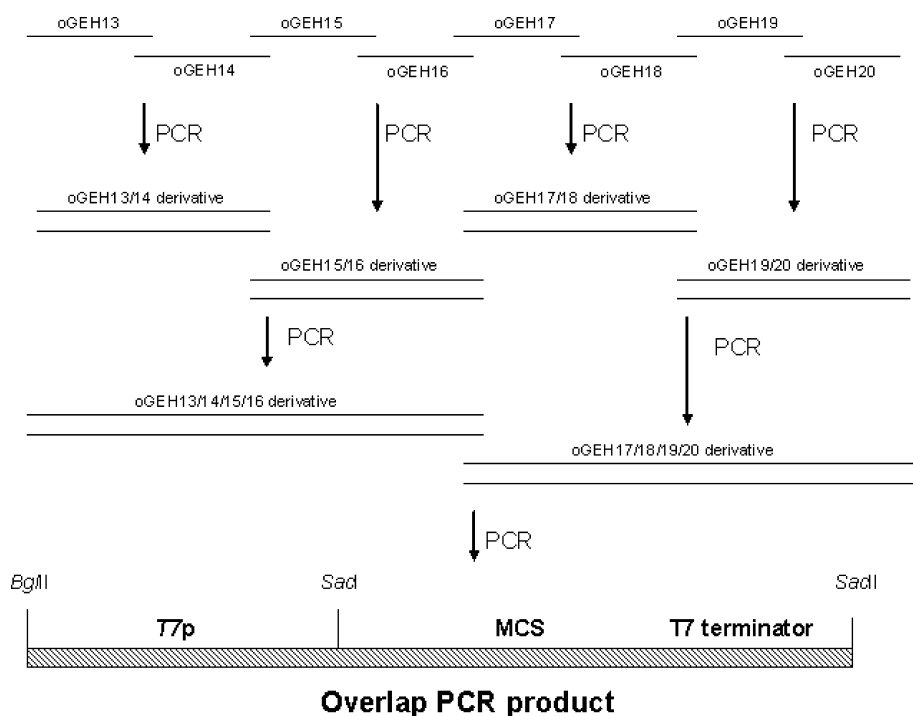 oGEH13
oGEH15
oGEH17
oGEH19
oGEH14
oGEH16
oGEH18
oGEH20
PCR
PCR
PCR
PCR
oGEH13/14 derivative
oGEH17/18 derivative
oGEH15/16 derivative
oGEH19/20 derivative
PCR
PCR
oGEH13/14/15/16 derivative
oGEH17/18/19/20 derivative
PCR
BglII
SacI
SacII
T7p
MCS
T7 terminator
Overlap PCR product